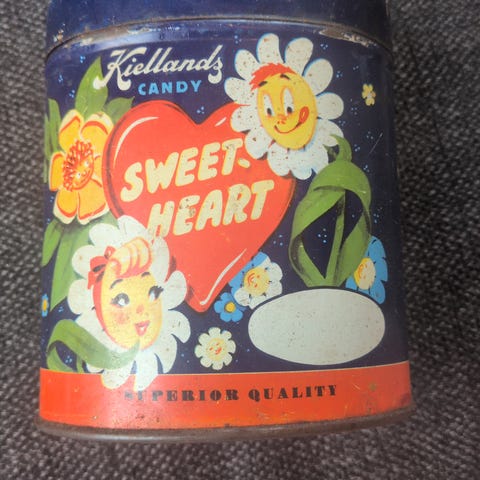 Kiellands
CANDY
SWEET-
HEART
SUPERIOR QUALITY